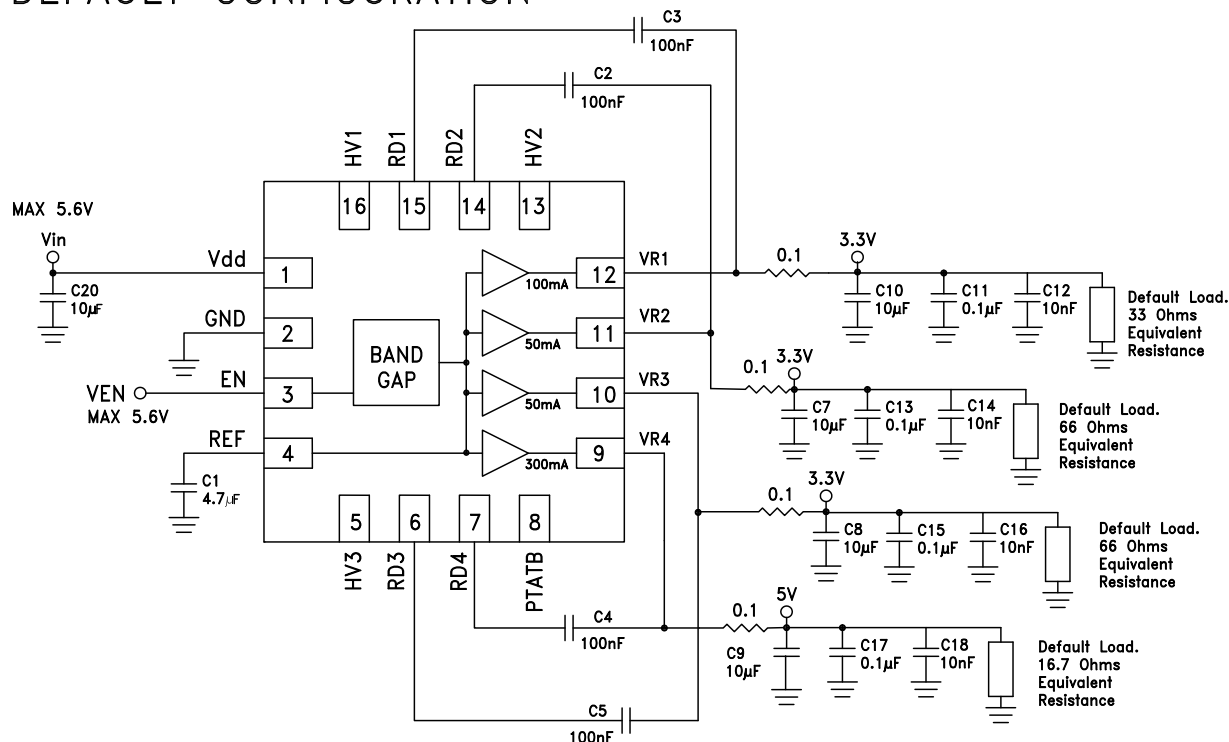 DEFAULT CONFIGURATION
C3
100nF
C2
100nF
HV1
RD1
RD2
HV2
16
15
14
13
MAX 5.6V
Vin
Vdd
1
C20
10µF
GND
2
EN
3
VEN
MAX 5.6V
REF
4
C1
4.7µF
BAND
GAP
100mA
50mA
50mA
300mA
12
11
10
9
VR1
VR2
VR3
VR4
5
6
7
8
HV3
RD3
RD4
PTATB
C4
100nF
C5
100nF
0.1
3.3V
C10
10µF
C11
0.1µF
C12
10nF
Default Load.
33 Ohms
Equivalent
Resistance
0.1
3.3V
C7
10µF
C13
0.1µF
C14
10nF
Default Load.
66 Ohms
Equivalent
Resistance
0.1
3.3V
C8
10µF
C15
0.1µF
C16
10nF
Default Load.
66 Ohms
Equivalent
Resistance
0.1
5V
C9
10µF
C17
0.1µF
C18
10nF
Default Load.
16.7 Ohms
Equivalent
Resistance